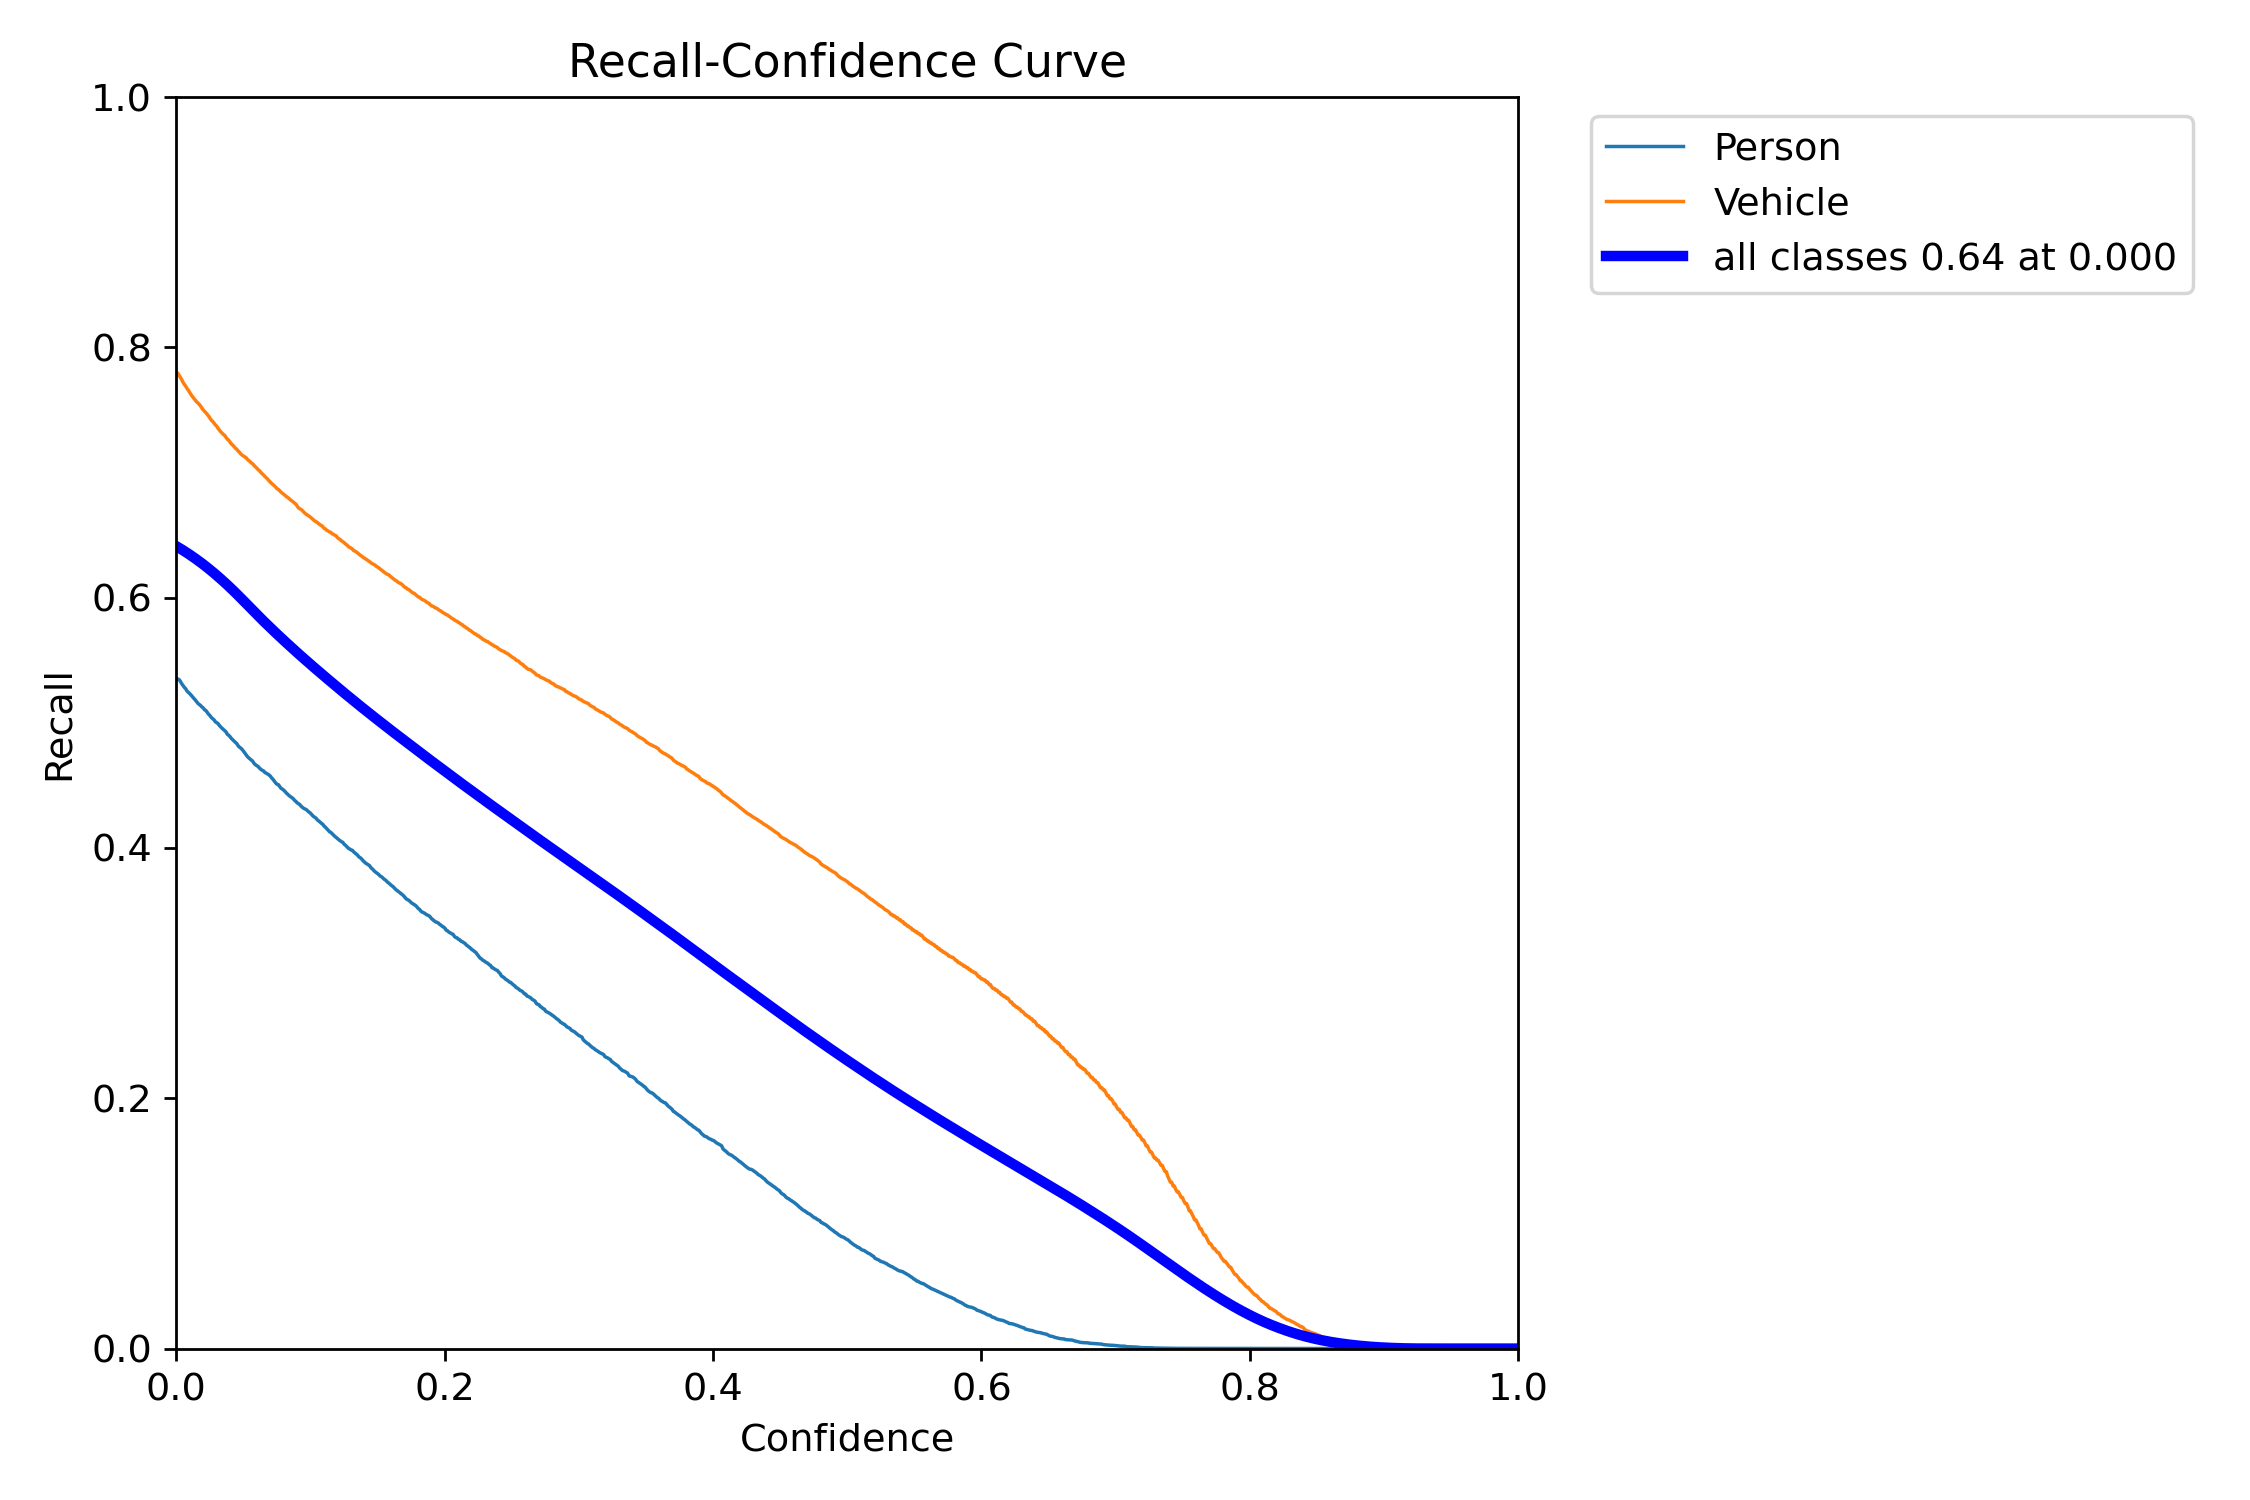 Recall-Confidence Curve
1.0
0.8
0.6
0.4
0.2
0.0
Recall
0.0 0.2 0.4 0.6 0.8 1.0
Confidence
Person
Vehicle
all classes 0.64 at 0.000